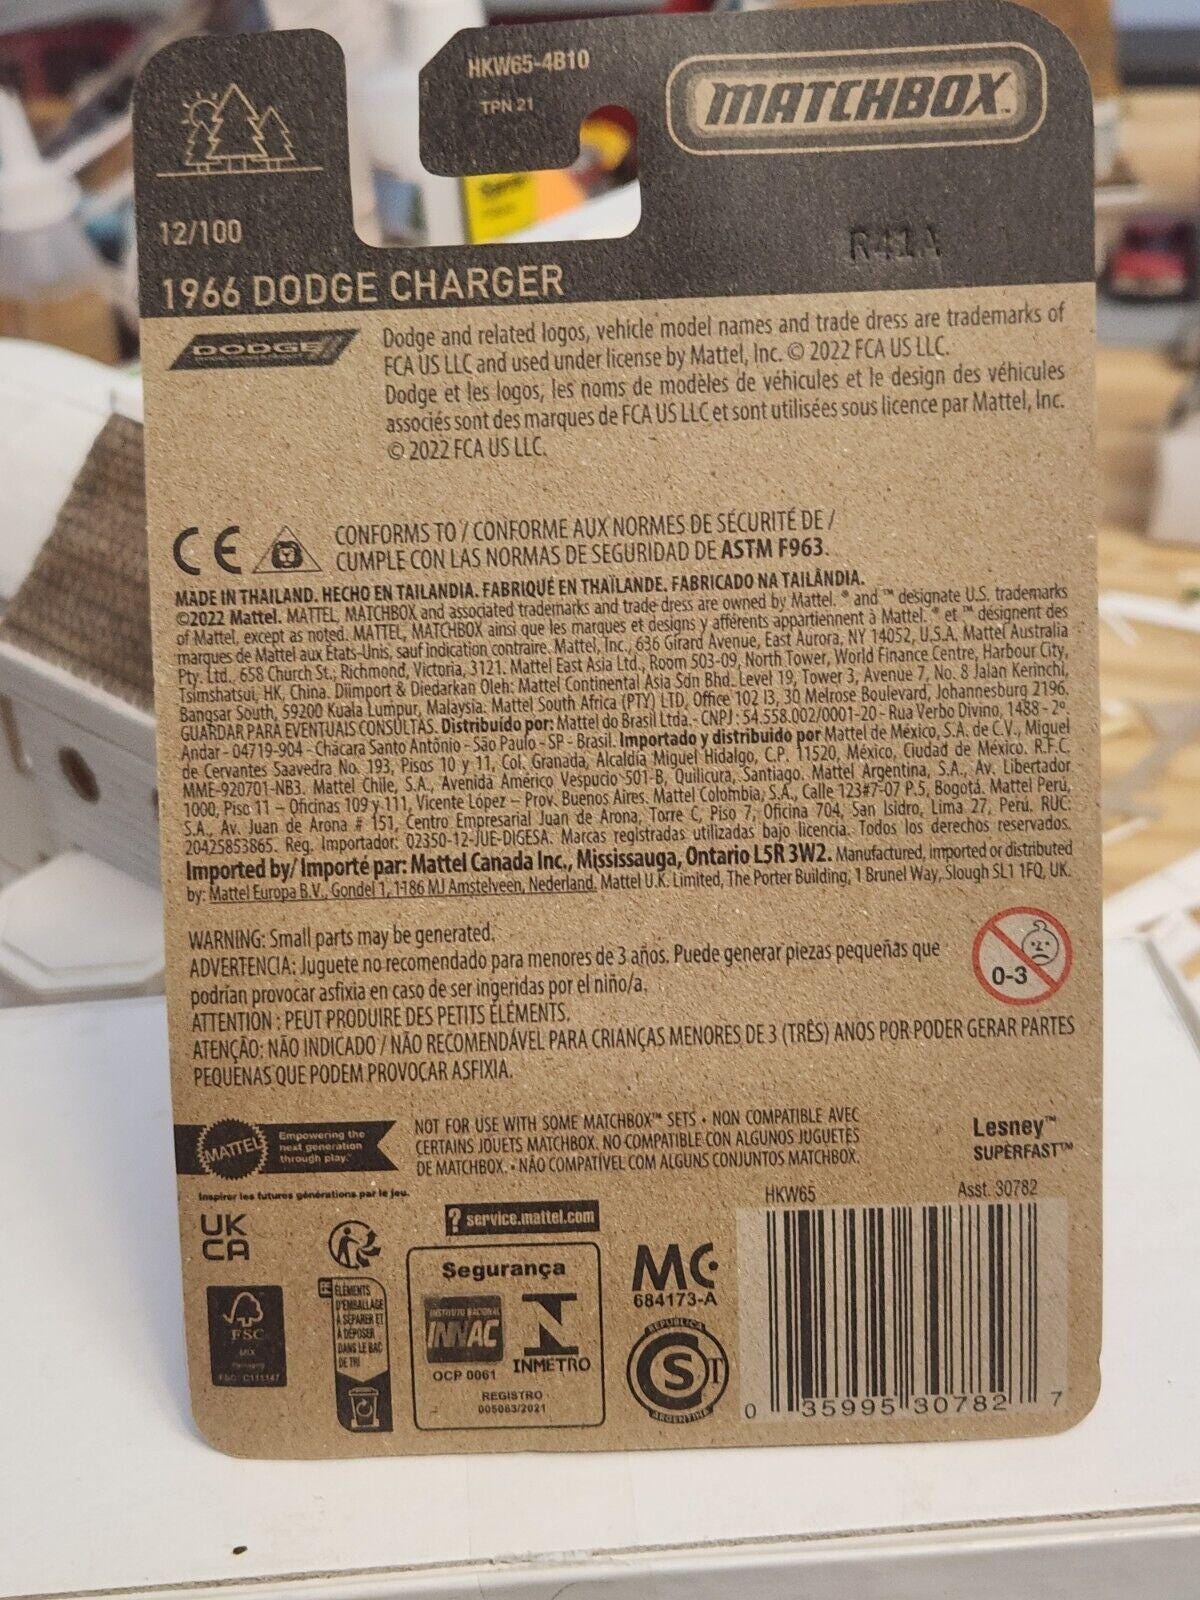 HKW65-4B10
TPN 21
MATCHBOX™
12/100
R41A
1966 DODGE CHARGER
DODGE
Dodge and related logos, vehicle model names and trade dress are trademarks of
FCA US LLC and used under license by Mattel, Inc. © 2022 FCA US LLC.
Dodge et les logos, les noms de modèles de véhicules et le design des véhicules
associés sont des marques de FCA US LLC et sont utilisées sous licence par Mattel, Inc.
© 2022 FCA US LLC.
CE
CONFORMS TO / CONFORME AUX NORMES DE SÉCURITÉ DE /
CUMPLE CON LAS NORMAS DE SEGURIDAD DE ASTM F963.
MADE IN THAILAND. HECHO EN TAILANDIA. FABRIQUÉ EN THAÏLANDE. FABRICADO NA TAILÂNDIA.
©2022 Mattel. MATTEL, MATCHBOX and associated trademarks and trade dress are owned by Mattel. ® and ™ designate U.S. trademarks
of Mattel, except as noted. MATTEL, MATCHBOX ainsi que les marques et designs y afférents appartiennent à Mattel. ® et ™ désignent des
marques de Mattel aux États-Unis, sauf indication contraire. Mattel, Inc., 636 Girard Avenue, East Aurora, NY 14052, U.S.A. Mattel Australia
Pty. Ltd., 658 Church St., Richmond, Victoria, 3121. Mattel East Asia Ltd., Room 503-09, North Tower, World Finance Centre, Harbour City,
Tsimshatsui, HK, China. Diimport & Diedarkan Oleh: Mattel Continental Asia Sdn Bhd. Level 19, Tower 3, Avenue 7, No. 8 Jalan Kerinchi,
Bangsar South, 59200 Kuala Lumpur, Malaysia. Mattel South Africa (PTY) LTD, Office 102 I3, 30 Melrose Boulevard, Johannesburg 2196.
GUARDAR PARA EVENTUAIS CONSULTAS. Distribuído por: Mattel do Brasil Ltda.- CNPJ : 54.558.002/0001-20 - Rua Verbo Divino, 1488 - 2º.
Andar - 04719-904 - Chácara Santo Antônio - São Paulo - SP - Brasil. Importado y distribuido por Mattel de México, S.A. de C.V., Miguel
de Cervantes Saavedra No. 193, Pisos 10 y 11, Col. Granada, Alcaldía Miguel Hidalgo, C.P. 11520, México, Ciudad de México. R.F.C.
MME-920701-NB3. Mattel Chile, S.A., Avenida Américo Vespucio 501-B, Quilicura, Santiago. Mattel Argentina, S.A., Av. Libertador
1000, Piso 11 – Oficinas 109 y 111, Vicente López – Prov. Buenos Aires. Mattel Colombia, S.A., Calle 123#7-07 P.5, Bogotá. Mattel Perú,
S.A., Av. Juan de Arona # 151, Centro Empresarial Juan de Arona, Torre C, Piso 7, Oficina 704, San Isidro, Lima 27, Perú. RUC:
20425853865. Reg. Importador: 02350-12-JUE-DIGESA. Marcas registradas utilizadas bajo licencia. Todos los derechos reservados.
Imported by/ Importé par: Mattel Canada Inc., Mississauga, Ontario L5R 3W2. Manufactured, imported or distributed
by: Mattel Europa B.V., Gondel 1, 1186 MJ Amstelveen, Nederland. Mattel U.K. Limited, The Porter Building, 1 Brunel Way, Slough SL1 1FQ, UK.
WARNING: Small parts may be generated.
ADVERTENCIA: Juguete no recomendado para menores de 3 años. Puede generar piezas pequeñas que
podrían provocar asfixia en caso de ser ingeridas por el niño/a.
ATTENTION : PEUT PRODUIRE DES PETITS ÉLÉMENTS.
ATENÇÃO: NÃO INDICADO / NÃO RECOMENDÁVEL PARA CRIANÇAS MENORES DE 3 (TRÊS) ANOS POR PODER GERAR PARTES
PEQUENAS QUE PODEM PROVOCAR ASFIXIA.
0-3
MATTEL
Empowering the
next generation
through play.
Inspirer les futures générations par le jeu.
NOT FOR USE WITH SOME MATCHBOX™ SETS • NON COMPATIBLE AVEC
CERTAINS JOUETS MATCHBOX. NO COMPATIBLE CON ALGUNOS JUGUETES
DE MATCHBOX. • NÃO COMPATÍVEL COM ALGUNS CONJUNTOS MATCHBOX.
Lesney™
SUPERFAST™
HKW65
Asst. 30782
UK
CA
? service.mattel.com
FR
ÉLÉMENTS
D'EMBALLAGE
À SÉPARER ET
À DÉPOSER
DANS LE BAC
DE TRI
FSC
MIX
Packaging
FSC® C111147
Segurança
INSTITUTO NACIONAL
INNAC
OCP 0061
INMETRO
REGISTRO
005083/2021
MC
684173-A
REPUBLICA
ST
ARGENTINA
0 35995 30782 7